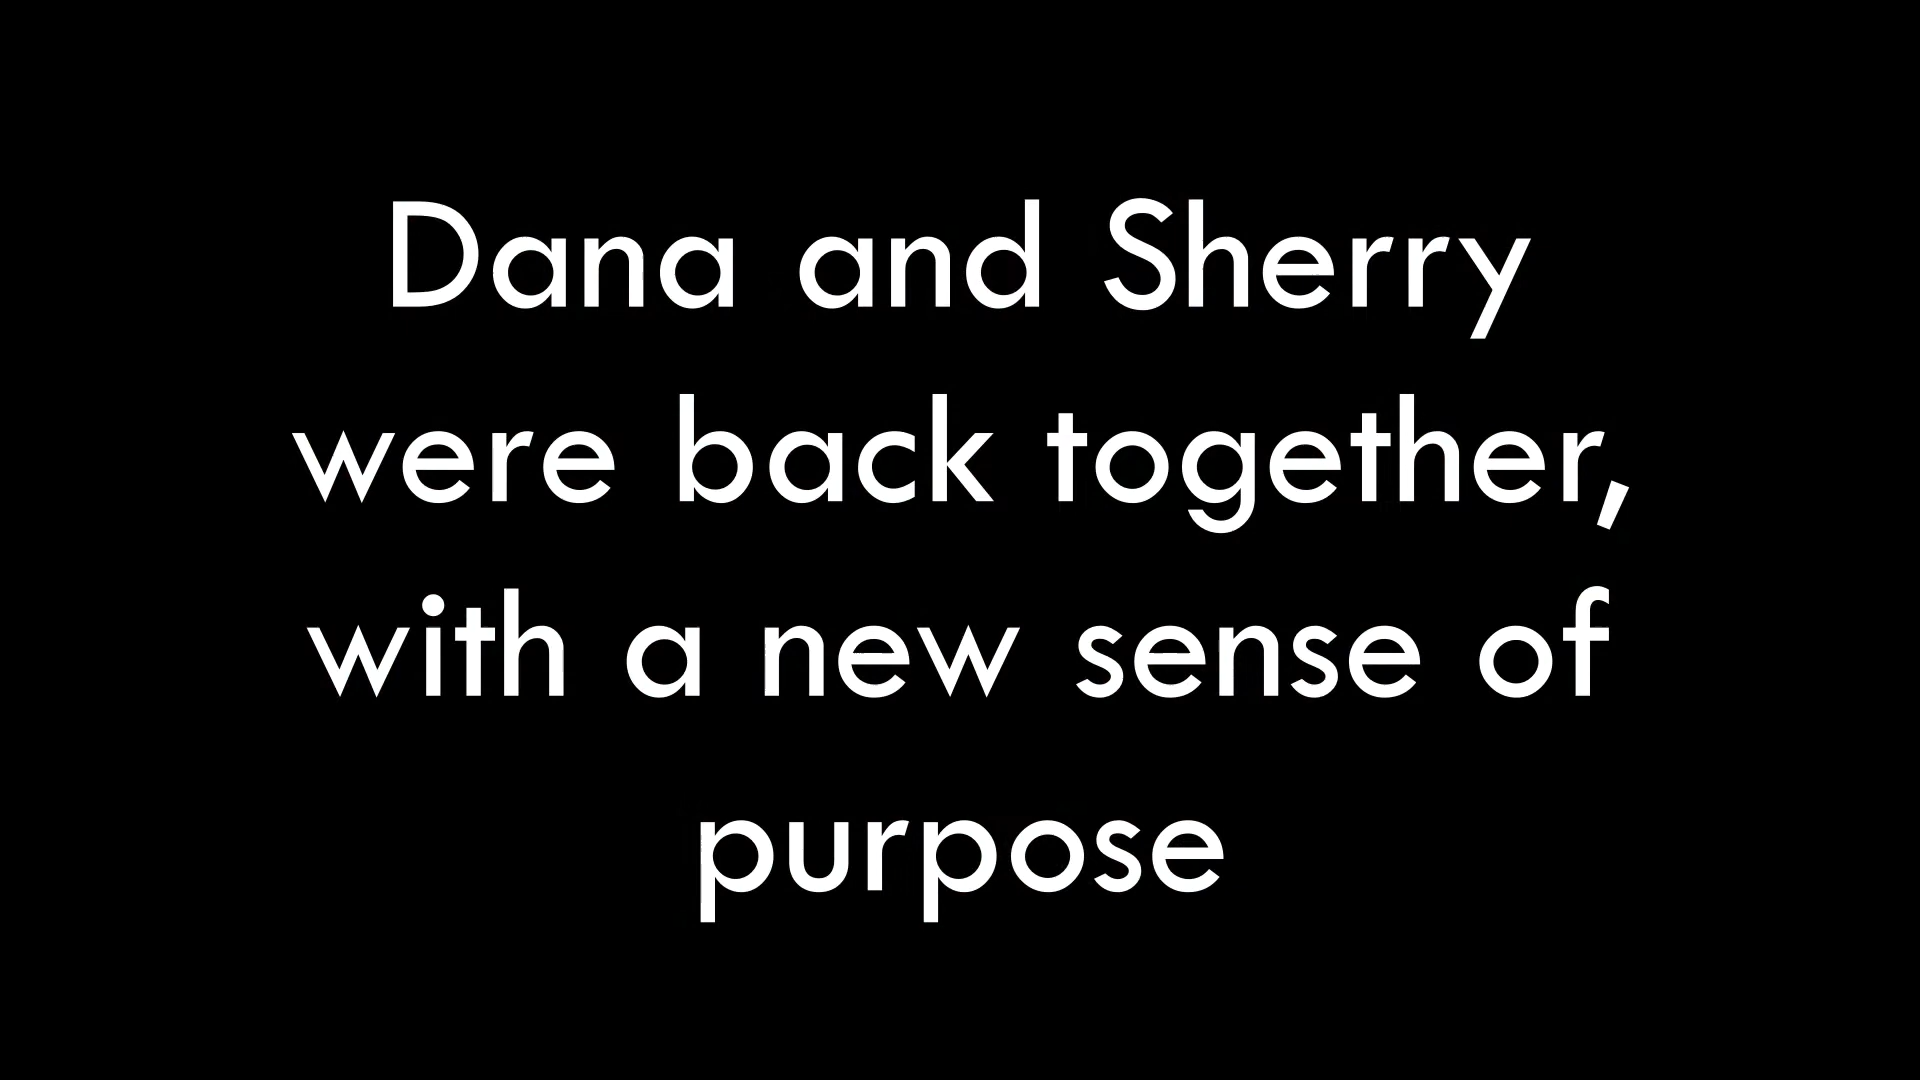 Dana and Sherry
were back together,
with a new sense of
purpose